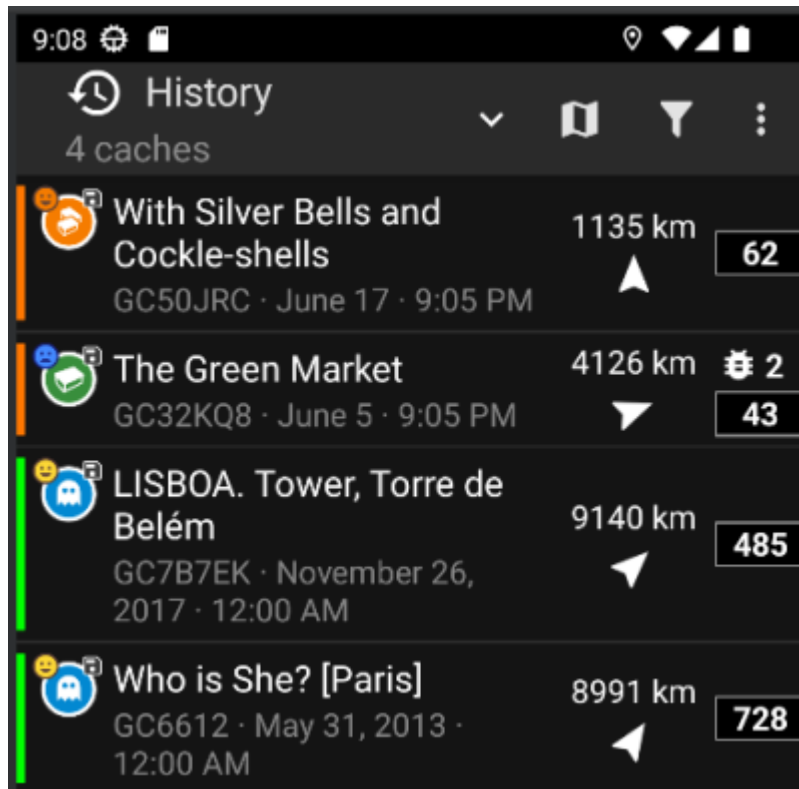 9:08
History
4 caches
With Silver Bells and
Cockle-shells
GC50JRC · June 17 · 9:05 PM
1135 km
62
The Green Market
GC32KQ8 · June 5 · 9:05 PM
4126 km
2
43
LISBOA. Tower, Torre de
Belém
GC7B7EK · November 26,
2017 · 12:00 AM
9140 km
485
Who is She? [Paris]
GC6612 · May 31, 2013 ·
12:00 AM
8991 km
728